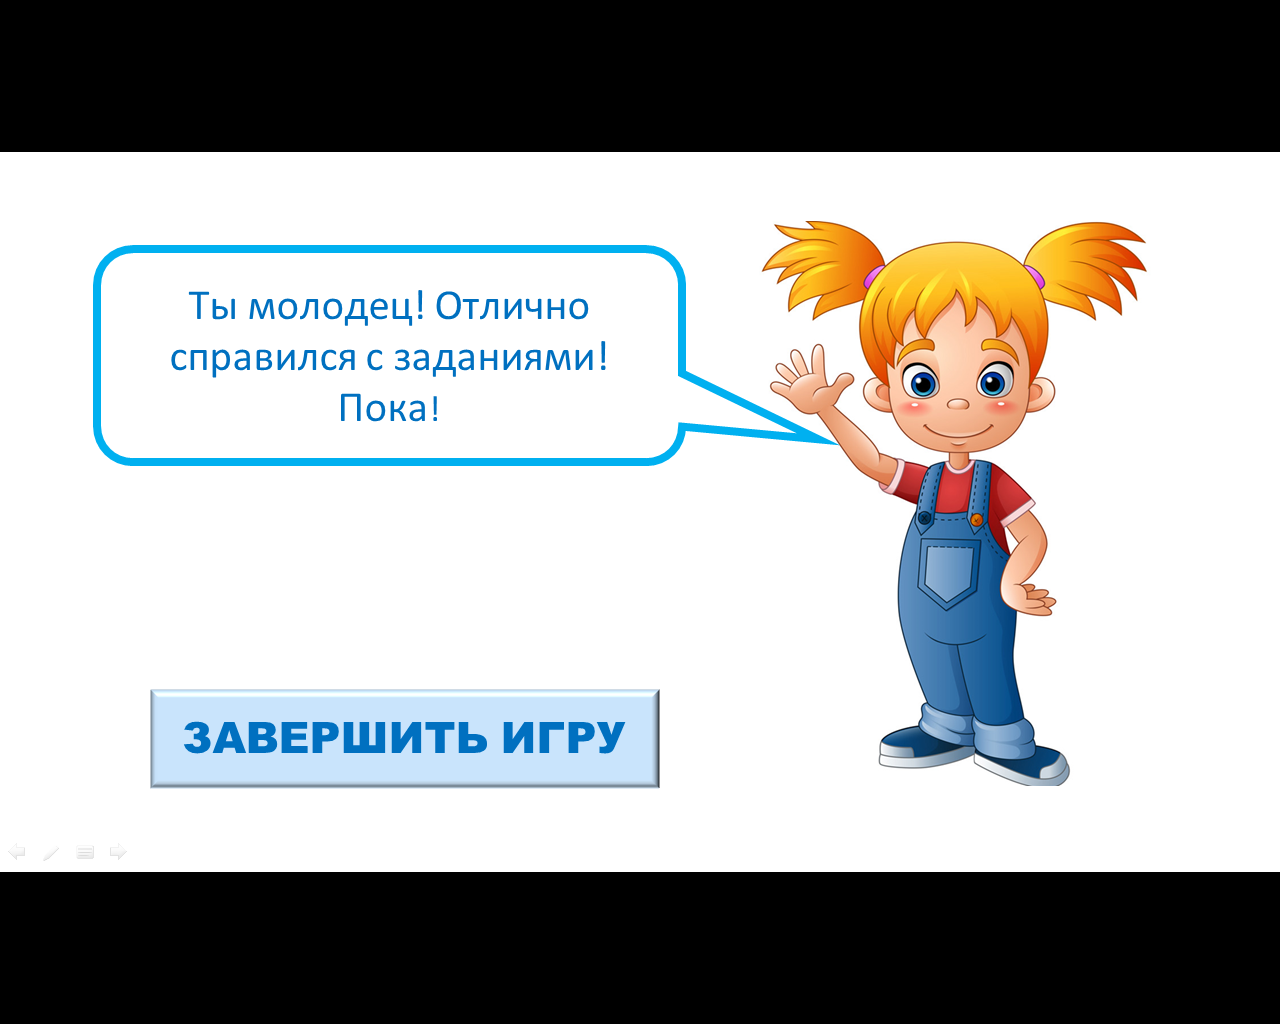 Ты молодец! Отлично
справился с заданиями!
Пока!
ЗАВЕРШИТЬ ИГРУ